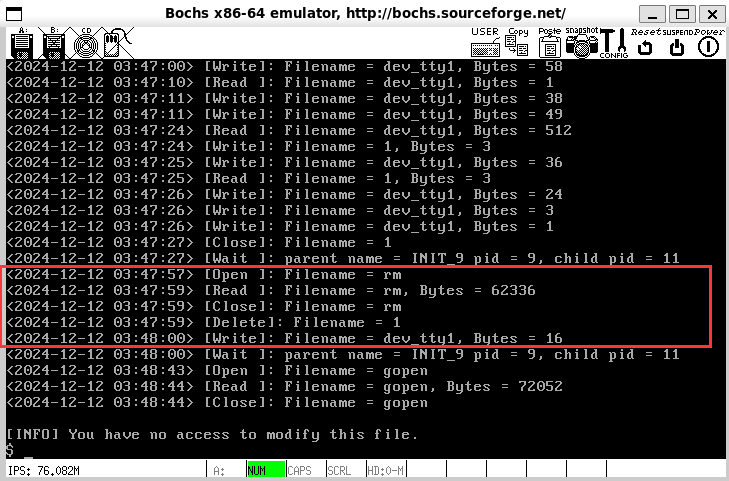 Bochs x86-64 emulator, http://bochs.sourceforge.net/
A: B: CD USER Copy Paste snapshot CONFIG Reset SUSPEND Power
<2024-12-12 03:47:00> [Write]: Filename = dev_tty1, Bytes = 58
<2024-12-12 03:47:10> [Read ]: Filename = dev_tty1, Bytes = 1
<2024-12-12 03:47:11> [Write]: Filename = dev_tty1, Bytes = 38
<2024-12-12 03:47:11> [Write]: Filename = dev_tty1, Bytes = 49
<2024-12-12 03:47:24> [Read ]: Filename = dev_tty1, Bytes = 512
<2024-12-12 03:47:24> [Write]: Filename = 1, Bytes = 3
<2024-12-12 03:47:25> [Write]: Filename = dev_tty1, Bytes = 36
<2024-12-12 03:47:25> [Read ]: Filename = 1, Bytes = 3
<2024-12-12 03:47:26> [Write]: Filename = dev_tty1, Bytes = 24
<2024-12-12 03:47:26> [Write]: Filename = dev_tty1, Bytes = 3
<2024-12-12 03:47:26> [Write]: Filename = dev_tty1, Bytes = 1
<2024-12-12 03:47:27> [Close]: Filename = 1
<2024-12-12 03:47:27> [Wait ]: parent name = INIT_9 pid = 9, child pid = 11
<2024-12-12 03:47:57> [Open ]: Filename = rm
<2024-12-12 03:47:59> [Read ]: Filename = rm, Bytes = 62336
<2024-12-12 03:47:59> [Close]: Filename = rm
<2024-12-12 03:47:59> [Delete]: Filename = 1
<2024-12-12 03:48:00> [Write]: Filename = dev_tty1, Bytes = 16
<2024-12-12 03:48:00> [Wait ]: parent name = INIT_9 pid = 9, child pid = 11
<2024-12-12 03:48:43> [Open ]: Filename = gopen
<2024-12-12 03:48:44> [Read ]: Filename = gopen, Bytes = 72052
<2024-12-12 03:48:44> [Close]: Filename = gopen
[INFO] You have no access to modify this file.
$
IPS: 76.082M A: NUM CAPS SCRL HD:0-M